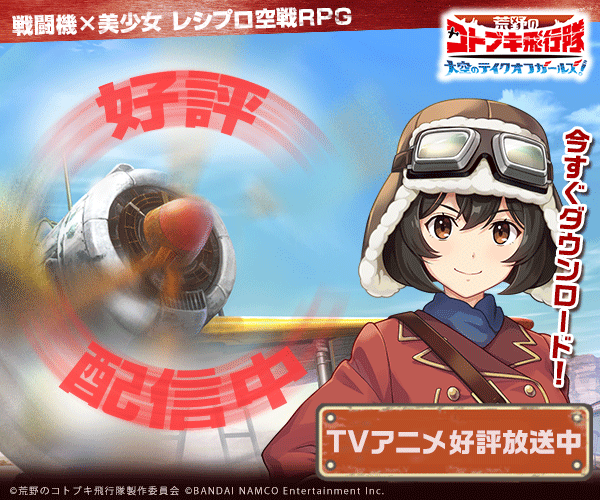 戦闘機×美少女 レシプロ空戦RPG
荒野の
コトブキ飛行隊
大空のテイクオフガールズ!
好評
配信中
今すぐダウンロード!
TVアニメ好評放送中
©荒野のコトブキ飛行隊製作委員会 ©BANDAI NAMCO Entertainment Inc.